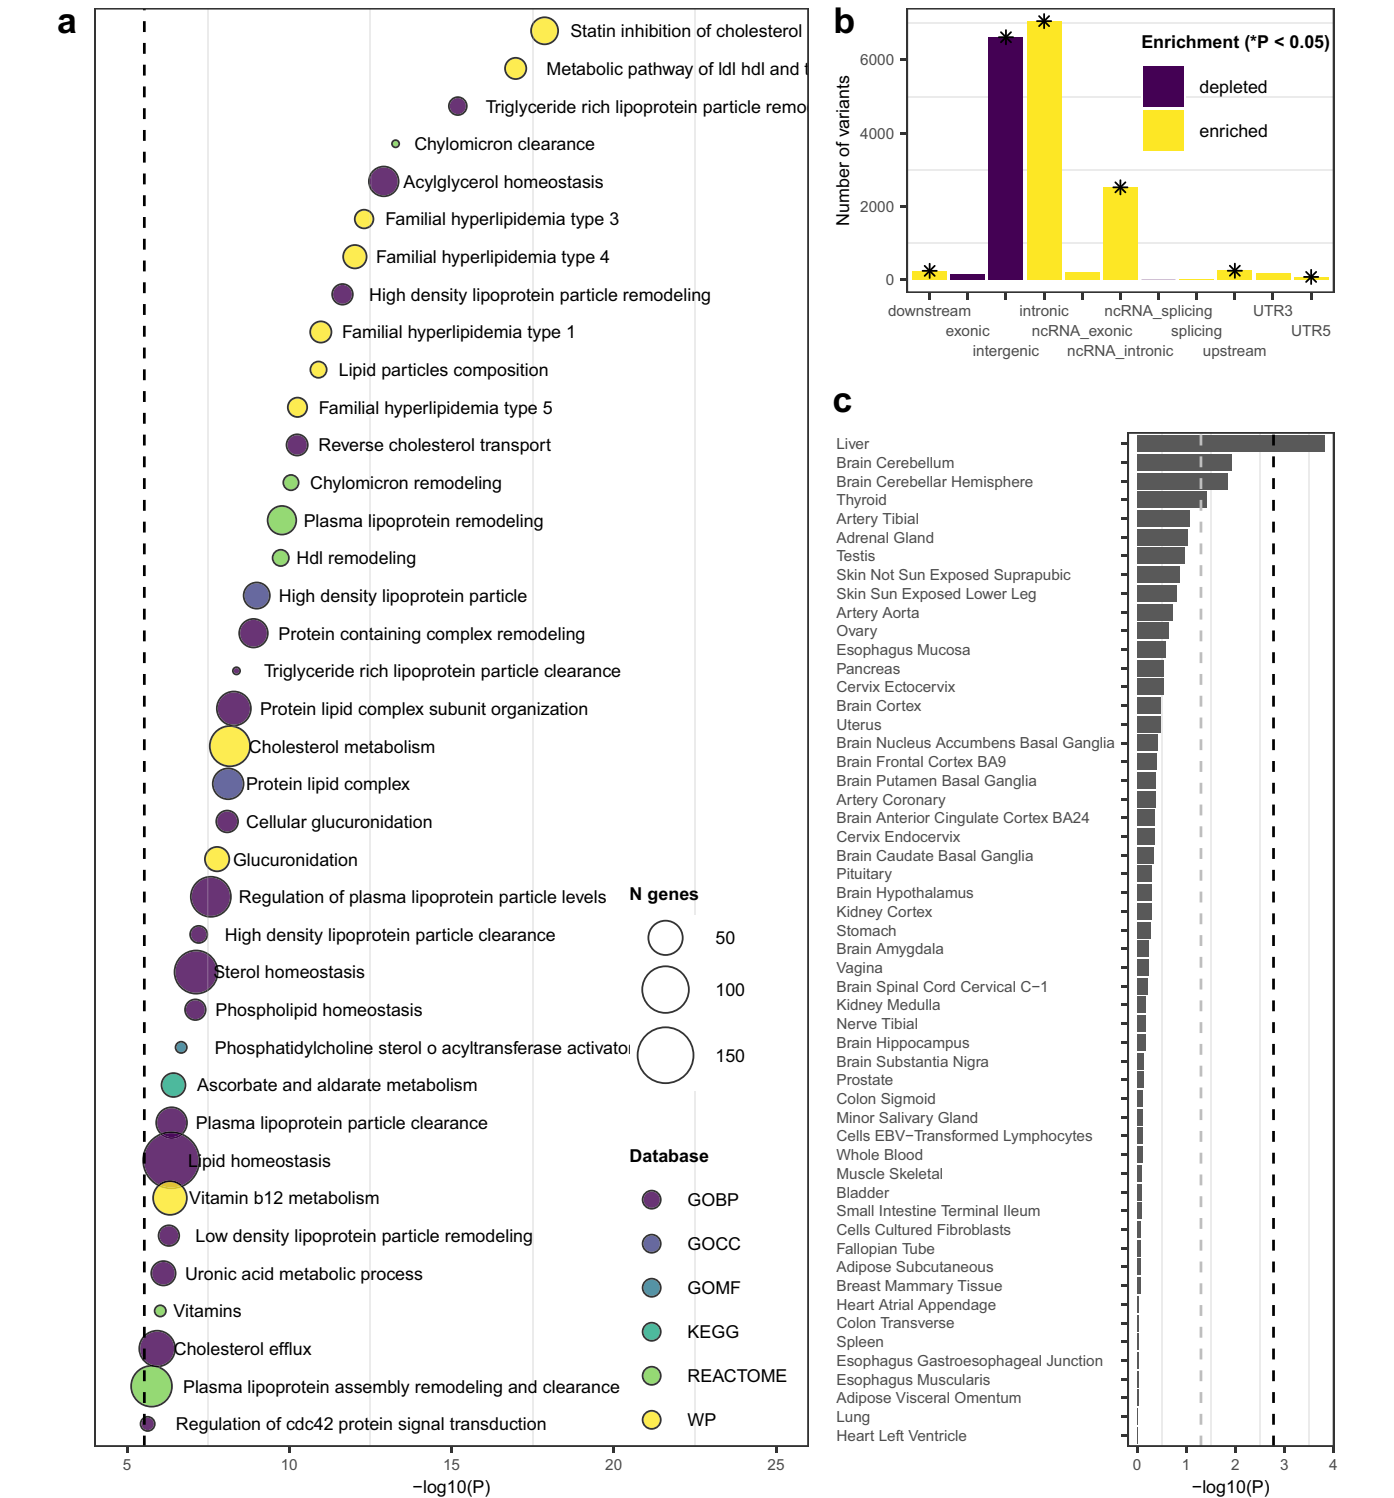 a
Statin inhibition of cholesterol
Metabolic pathway of ldl hdl and t
Triglyceride rich lipoprotein particle remo
Chylomicron clearance
Acylglycerol homeostasis
Familial hyperlipidemia type 3
Familial hyperlipidemia type 4
High density lipoprotein particle remodeling
Familial hyperlipidemia type 1
Lipid particles composition
Familial hyperlipidemia type 5
Reverse cholesterol transport
Chylomicron remodeling
Plasma lipoprotein remodeling
Hdl remodeling
High density lipoprotein particle
Protein containing complex remodeling
Triglyceride rich lipoprotein particle clearance
Protein lipid complex subunit organization
Cholesterol metabolism
Protein lipid complex
Cellular glucuronidation
Glucuronidation
Regulation of plasma lipoprotein particle levels
High density lipoprotein particle clearance
Sterol homeostasis
Phospholipid homeostasis
Phosphatidylcholine sterol o acyltransferase activator
Ascorbate and aldarate metabolism
Plasma lipoprotein particle clearance
Lipid homeostasis
Vitamin b12 metabolism
Low density lipoprotein particle remodeling
Uronic acid metabolic process
Vitamins
Cholesterol efflux
Plasma lipoprotein assembly remodeling and clearance
Regulation of cdc42 protein signal transduction
N genes
50
100
150
Database
GOBP
GOCC
GOMF
KEGG
REACTOME
WP
5 10 15 20 25
−log10(P)
b
Number of variants
6000
4000
2000
0
Enrichment (*P < 0.05)
depleted
enriched
downstream intronic ncRNA_splicing UTR3
exonic ncRNA_exonic splicing UTR5
intergenic ncRNA_intronic upstream
c
Liver
Brain Cerebellum
Brain Cerebellar Hemisphere
Thyroid
Artery Tibial
Adrenal Gland
Testis
Skin Not Sun Exposed Suprapubic
Skin Sun Exposed Lower Leg
Artery Aorta
Ovary
Esophagus Mucosa
Pancreas
Cervix Ectocervix
Brain Cortex
Uterus
Brain Nucleus Accumbens Basal Ganglia
Brain Frontal Cortex BA9
Brain Putamen Basal Ganglia
Artery Coronary
Brain Anterior Cingulate Cortex BA24
Cervix Endocervix
Brain Caudate Basal Ganglia
Pituitary
Brain Hypothalamus
Kidney Cortex
Stomach
Brain Amygdala
Vagina
Brain Spinal Cord Cervical C−1
Kidney Medulla
Nerve Tibial
Brain Hippocampus
Brain Substantia Nigra
Prostate
Colon Sigmoid
Minor Salivary Gland
Cells EBV−Transformed Lymphocytes
Whole Blood
Muscle Skeletal
Bladder
Small Intestine Terminal Ileum
Cells Cultured Fibroblasts
Fallopian Tube
Adipose Subcutaneous
Breast Mammary Tissue
Heart Atrial Appendage
Colon Transverse
Spleen
Esophagus Gastroesophageal Junction
Esophagus Muscularis
Adipose Visceral Omentum
Lung
Heart Left Ventricle
0 1 2 3 4
−log10(P)